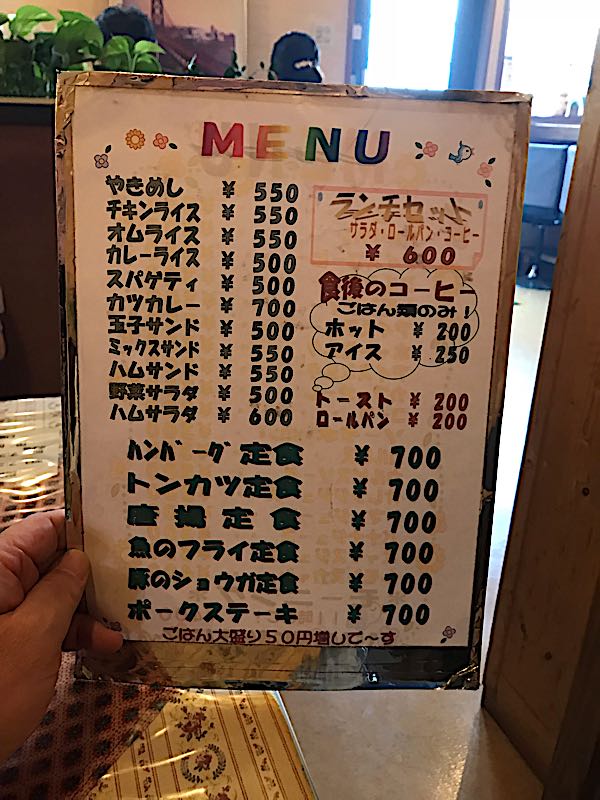 MENU
やきめし ¥ 550
チキンライス ¥ 550
オムライス ¥ 550
カレーライス ¥ 500
スパゲティ ¥ 500
カツカレー ¥ 700
玉子サンド ¥ 500
ミックスサンド ¥ 550
ハムサンド ¥ 550
野菜サラダ ¥ 500
ハムサラダ ¥ 600
ランチセット
サラダ・ロールパン・コーヒー
¥ 600
食後のコーヒー
ごはん類のみ!
ホット ¥ 200
アイス ¥ 250
トースト ¥ 200
ロールパン ¥ 200
ハンバーグ 定食 ¥ 700
トンカツ定食 ¥ 700
唐揚定食 ¥ 700
魚のフライ定食 ¥ 700
豚のショウガ定食 ¥ 700
ポークステーキ ¥ 700
ごはん大盛り50円増しで〜す